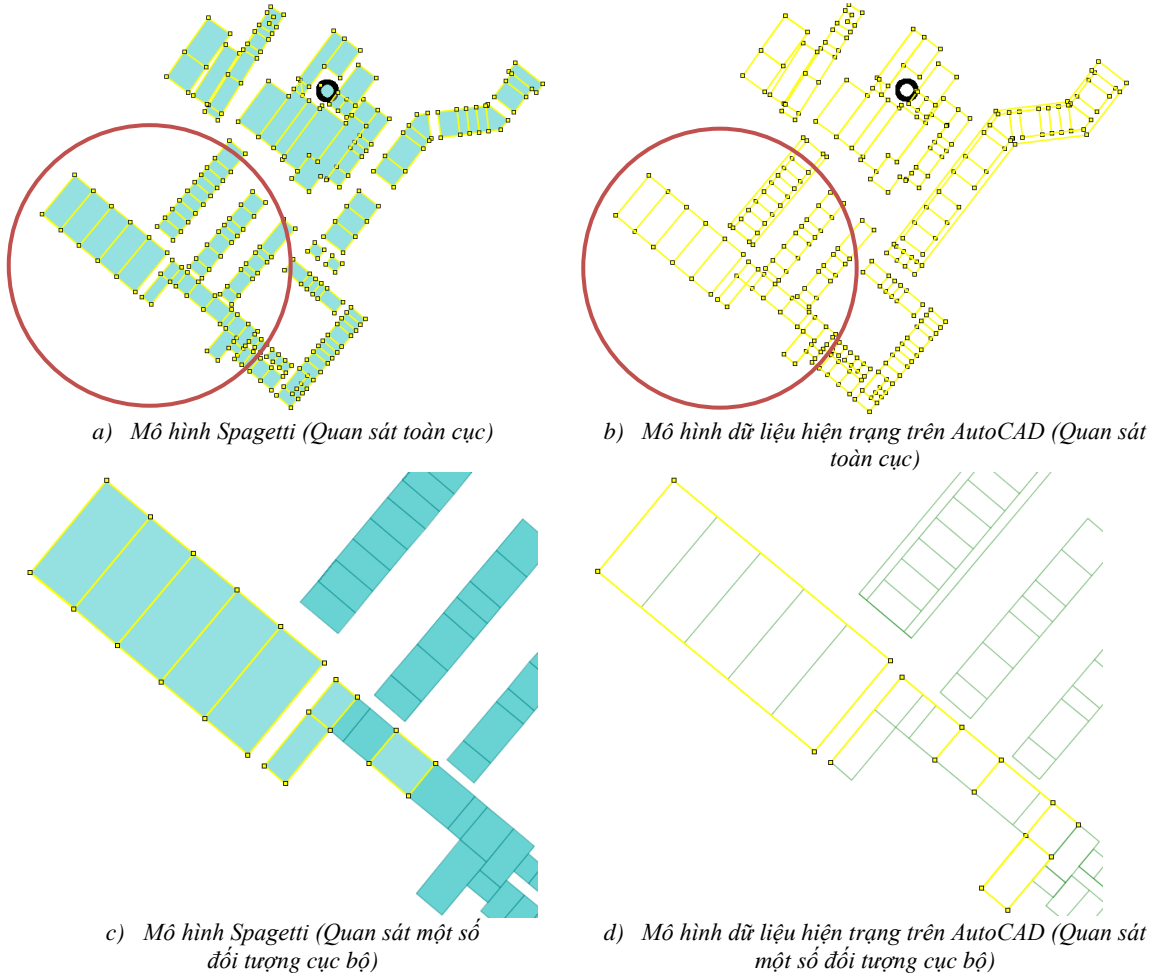 a) Mô hình Spagetti (Quan sát toàn cục)
b) Mô hình dữ liệu hiện trạng trên AutoCAD (Quan sát
toàn cục)
c) Mô hình Spagetti (Quan sát một số
đối tượng cục bộ)
d) Mô hình dữ liệu hiện trạng trên AutoCAD (Quan sát
một số đối tượng cục bộ)